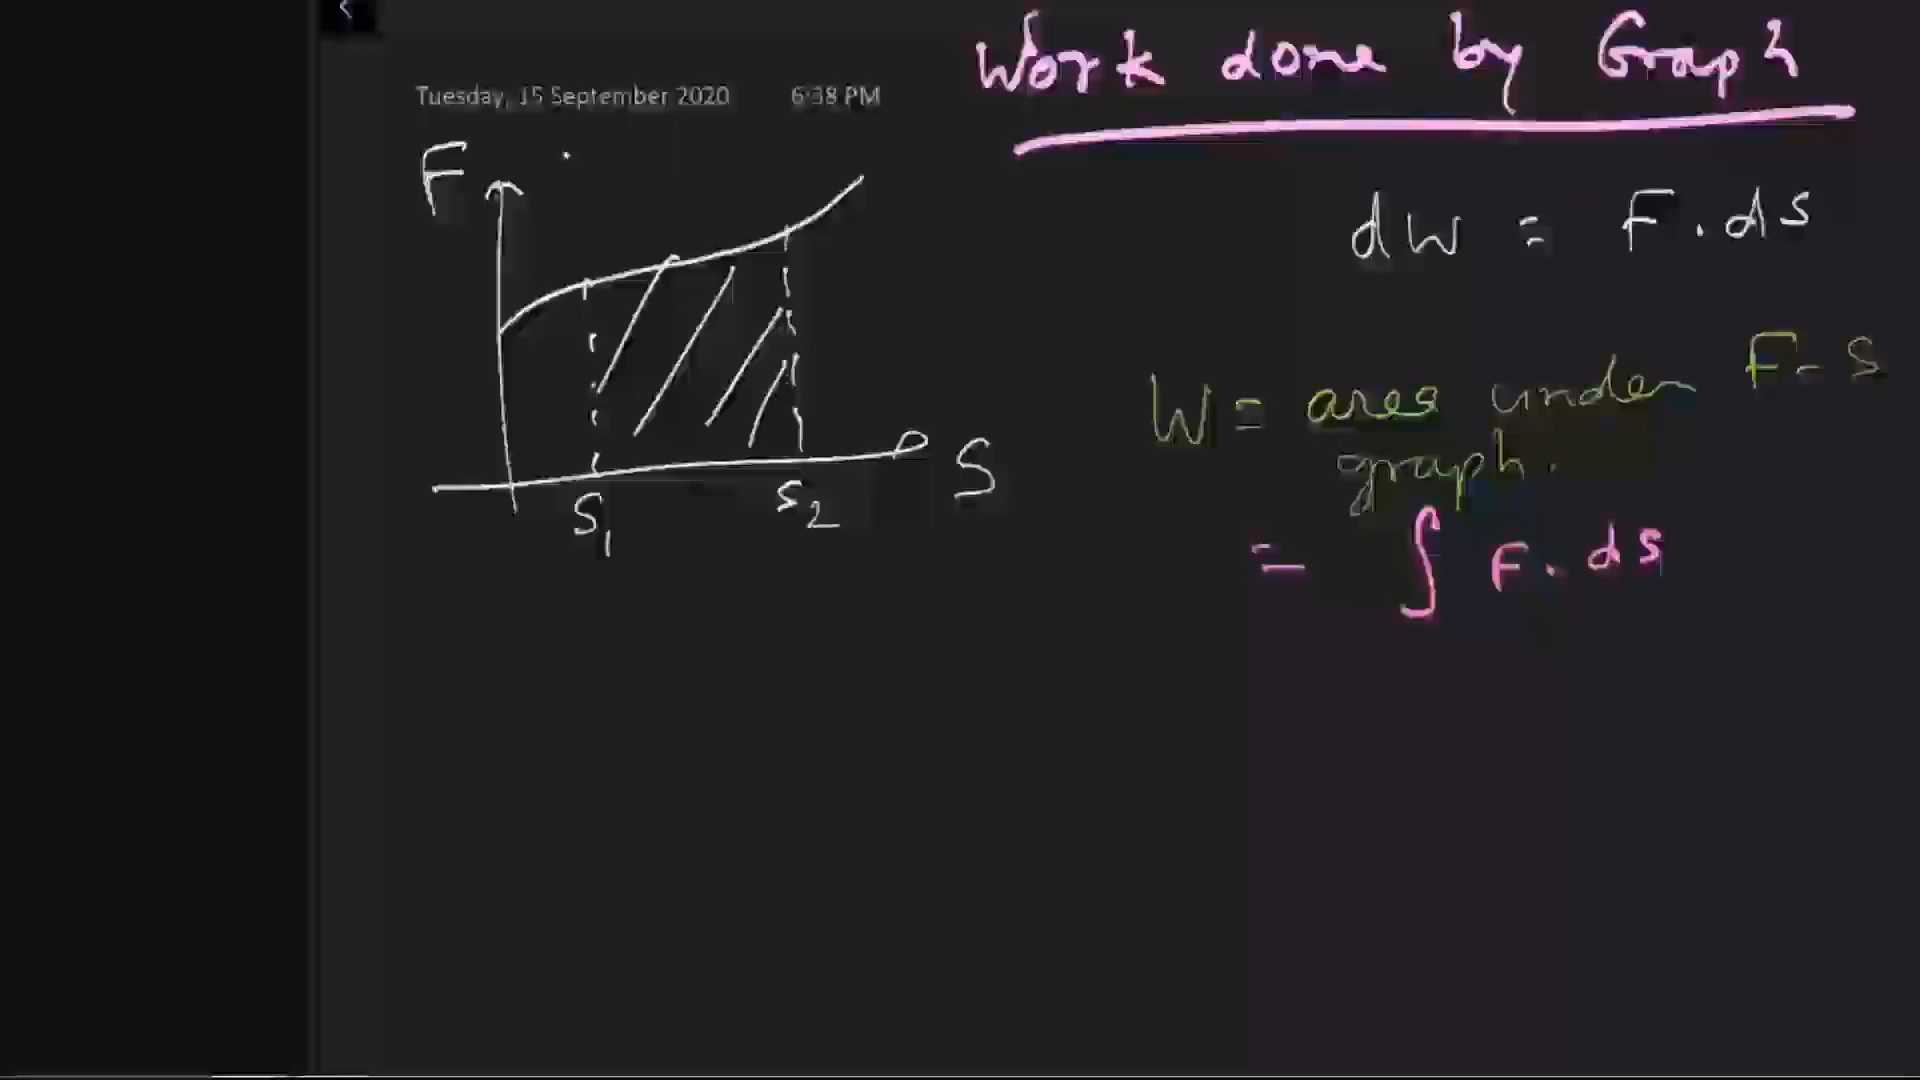 Work done by Graph
Tuesday, 15 September 2020 6:38 PM
F
S
S1
S2
dW = F.ds
W = area under F-S
graph.
= ∫ F.ds